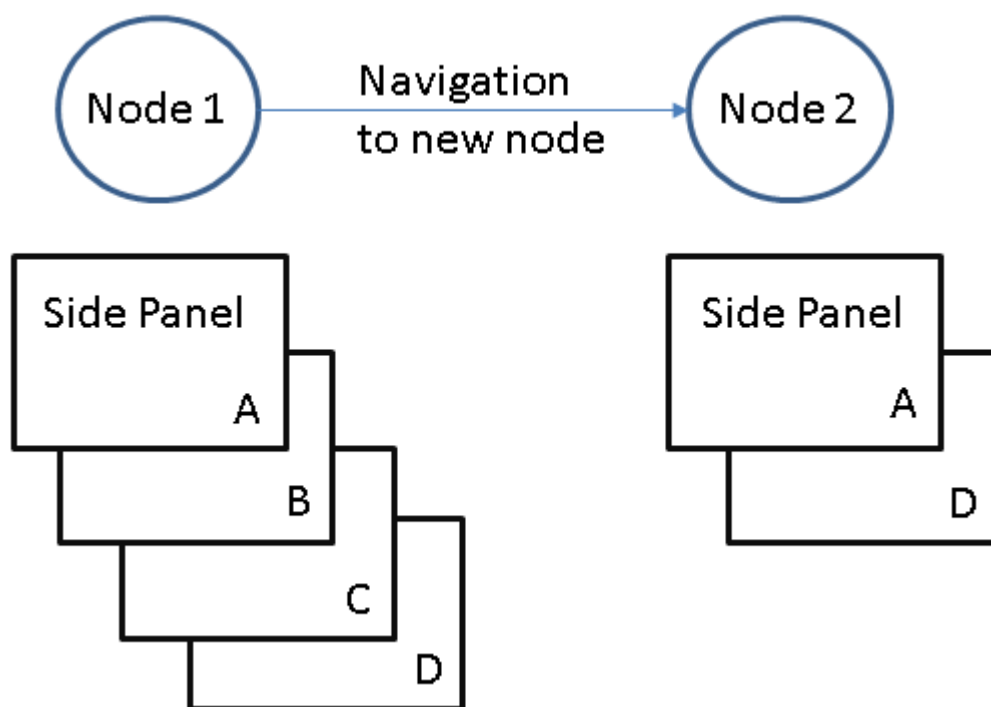 Node 1
Navigation
to new node
Node 2
Side Panel
A
B
C
D
Side Panel
A
D